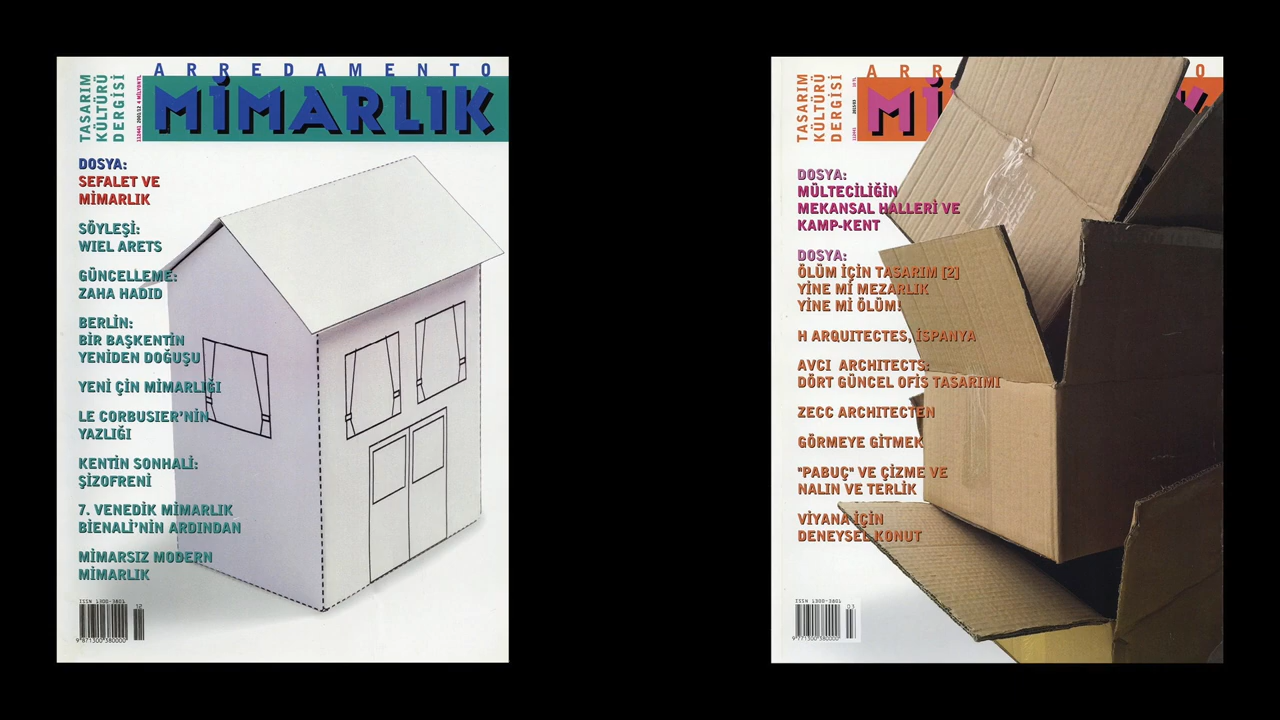 TASARIM
KÜLTÜRÜ
DERGİSİ
ARREDAMENTO
MİMARLIK
DOSYA:
SEFALET VE
MİMARLIK
SÖYLEŞİ:
WIEL ARETS
GÜNCELLEME:
ZAHA HADID
BERLİN:
BİR BAŞKENTİN
YENİDEN DOĞUŞU
YENİ ÇİN MİMARLIĞI
LE CORBUSIER'NİN
YAZLIĞI
KENTİN SONHALİ:
ŞİZOFRENİ
7. VENEDİK MİMARLIK
BİENALİ'NİN ARDINDAN
MİMARSIZ MODERN
MİMARLIK
ISSN 1300-3801
12
TASARIM
KÜLTÜRÜ
DERGİSİ
ARR O
Mİ K
DOSYA:
MÜLTECİLİĞİN
MEKANSAL HALLERİ VE
KAMP-KENT
DOSYA:
ÖLÜM İÇİN TASARIM [2]
YİNE Mİ MEZARLIK
YİNE Mİ ÖLÜM!
H ARQUITECTES, İSPANYA
AVCI ARCHITECTS:
DÖRT GÜNCEL OFİS TASARIMI
ZECC ARCHITECTEN
GÖRMEYE GİTMEK
"PABUÇ" VE ÇİZME VE
NALIN VE TERLİK
VİYANA İÇİN
DENEYSEL KONUT
ISSN 1300-3801
03